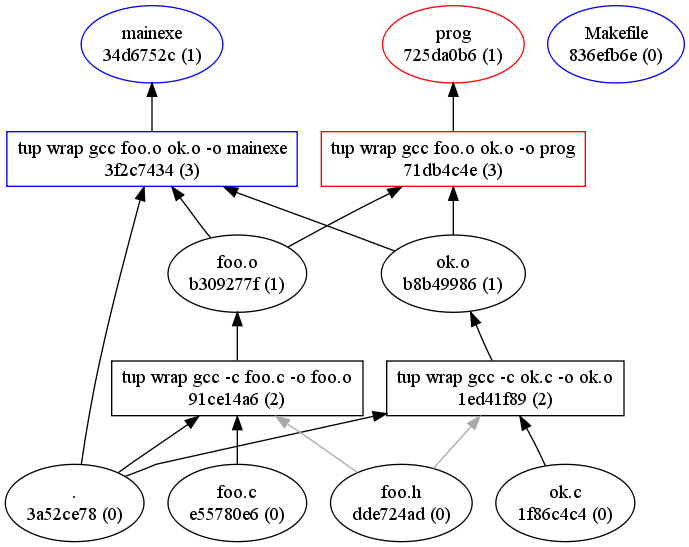 mainexe
34d6752c (1)
prog
725da0b6 (1)
Makefile
836efb6e (0)
tup wrap gcc foo.o ok.o -o mainexe
3f2c7434 (3)
tup wrap gcc foo.o ok.o -o prog
71db4c4e (3)
foo.o
b309277f (1)
ok.o
b8b49986 (1)
tup wrap gcc -c foo.c -o foo.o
91ce14a6 (2)
tup wrap gcc -c ok.c -o ok.o
1ed41f89 (2)
.
3a52ce78 (0)
foo.c
e55780e6 (0)
foo.h
dde724ad (0)
ok.c
1f86c4c4 (0)